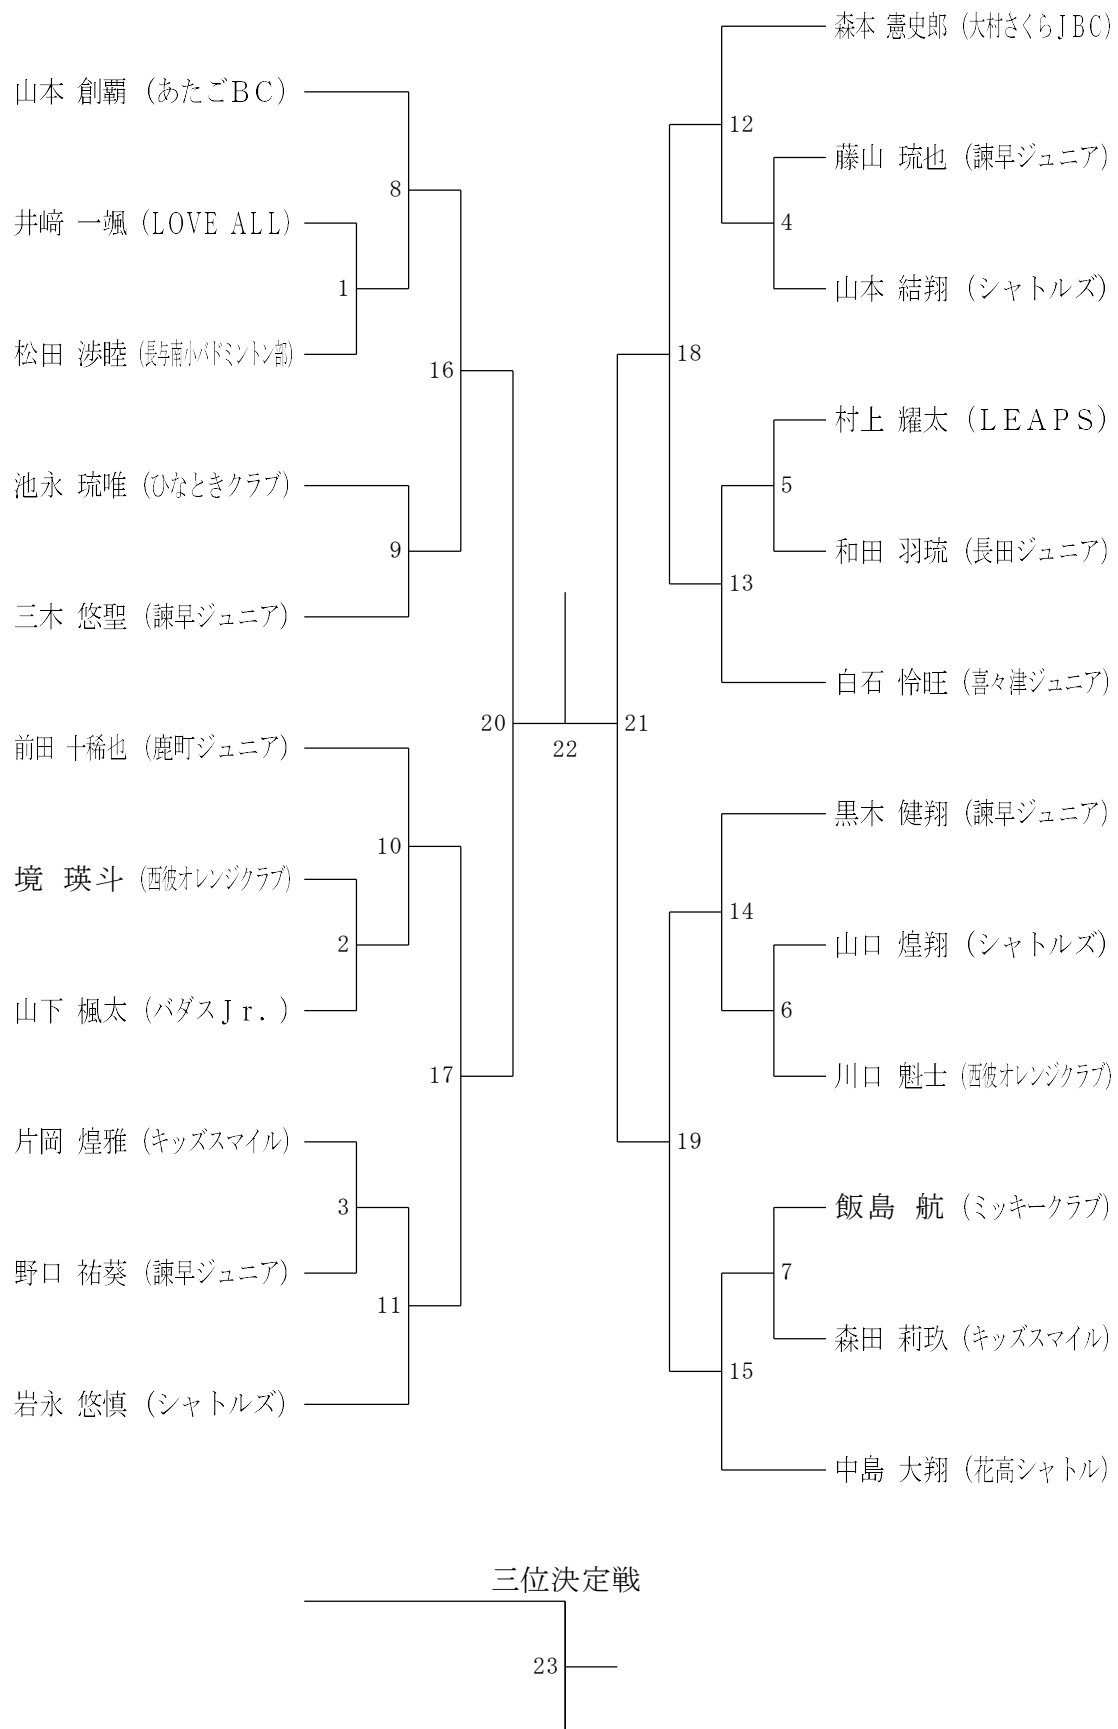 山本 創覇 (あたごＢＣ)
8
井﨑 一颯 (LOVE ALL)
1
松田 渉睦 (長与南小バドミントン部)
16
池永 琉唯 (ひなときクラブ)
9
三木 悠聖 (諫早ジュニア)
20
前田 十稀也 (鹿町ジュニア)
10
境 瑛斗 (西彼オレンジクラブ)
2
山下 楓太 (バダスＪｒ．)
17
片岡 煌雅 (キッズスマイル)
3
野口 祐葵 (諫早ジュニア)
11
岩永 悠慎 (シャトルズ)
22
森本 憲史郎 (大村さくらＪＢＣ)
12
藤山 琉也 (諫早ジュニア)
4
山本 結翔 (シャトルズ)
18
村上 耀太 (ＬＥＡＰＳ)
5
和田 羽琉 (長田ジュニア)
13
白石 怜旺 (喜々津ジュニア)
21
黒木 健翔 (諫早ジュニア)
14
山口 煌翔 (シャトルズ)
6
川口 魁士 (西彼オレンジクラブ)
19
飯島 航 (ミッキークラブ)
7
森田 莉玖 (キッズスマイル)
15
中島 大翔 (花高シャトル)
三位決定戦
23